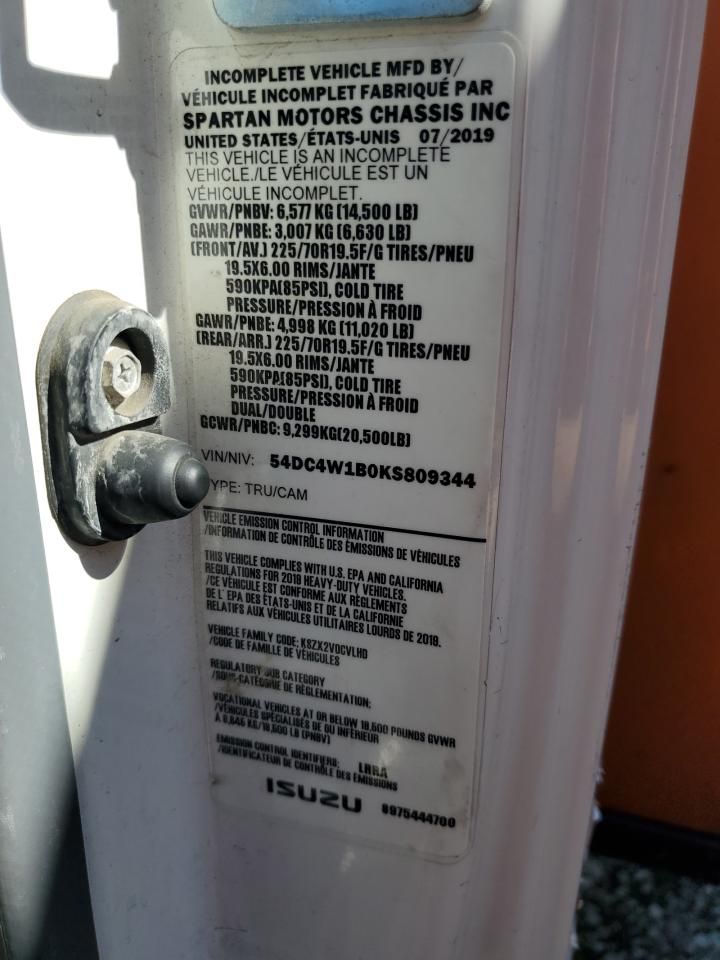 INCOMPLETE VEHICLE MFD BY/
VÉHICULE INCOMPLET FABRIQUÉ PAR
SPARTAN MOTORS CHASSIS INC
UNITED STATES/ÉTATS-UNIS 07/2019
THIS VEHICLE IS AN INCOMPLETE
VEHICLE./LE VÉHICULE EST UN
VÉHICULE INCOMPLET.
GVWR/PNBV: 6,577 KG (14,500 LB)
GAWR/PNBE: 3,007 KG (6,630 LB)
(FRONT/AV.) 225/70R19.5F/G TIRES/PNEU
19.5X6.00 RIMS/JANTE
590KPA(85PSI), COLD TIRE
PRESSURE/PRESSION À FROID
GAWR/PNBE: 4,998 KG (11,020 LB)
(REAR/ARR.) 225/70R19.5F/G TIRES/PNEU
19.5X6.00 RIMS/JANTE
590KPA(85PSI), COLD TIRE
PRESSURE/PRESSION À FROID
DUAL/DOUBLE
GCWR/PNBC: 9,299KG(20,500LB)
VIN/NIV: 54DC4W1B0KS809344
TYPE: TRU/CAM
VEHICLE EMISSION CONTROL INFORMATION
/INFORMATION DE CONTRÔLE DES ÉMISSIONS DE VÉHICULES
THIS VEHICLE COMPLIES WITH U.S. EPA AND CALIFORNIA
REGULATIONS FOR 2019 HEAVY-DUTY VEHICLES.
/CE VÉHICULE EST CONFORME AUX RÈGLEMENTS
DE L' EPA DES ÉTATS-UNIS ET DE LA CALIFORNIE
RELATIFS AUX VÉHICULES UTILITAIRES LOURDS DE 2019.
VEHICLE FAMILY CODE: KSZX2VOCVLHD
/CODE DE FAMILLE DE VÉHICULES
REGULATORY SUB CATEGORY
/SOUS-CATÉGORIE DE RÉGLEMENTATION:
VOCATIONAL VEHICLES AT OR BELOW 19,500 POUNDS GVWR
/VÉHICULES SPÉCIALISÉS DE OU INFÉRIEUR
À 8,845 KG/19,500 LB (PNBV)
EMISSION CONTROL IDENTIFIERS: LRRA
/IDENTIFICATEUR DE CONTRÔLE DES ÉMISSIONS
ISUZU 8975444700